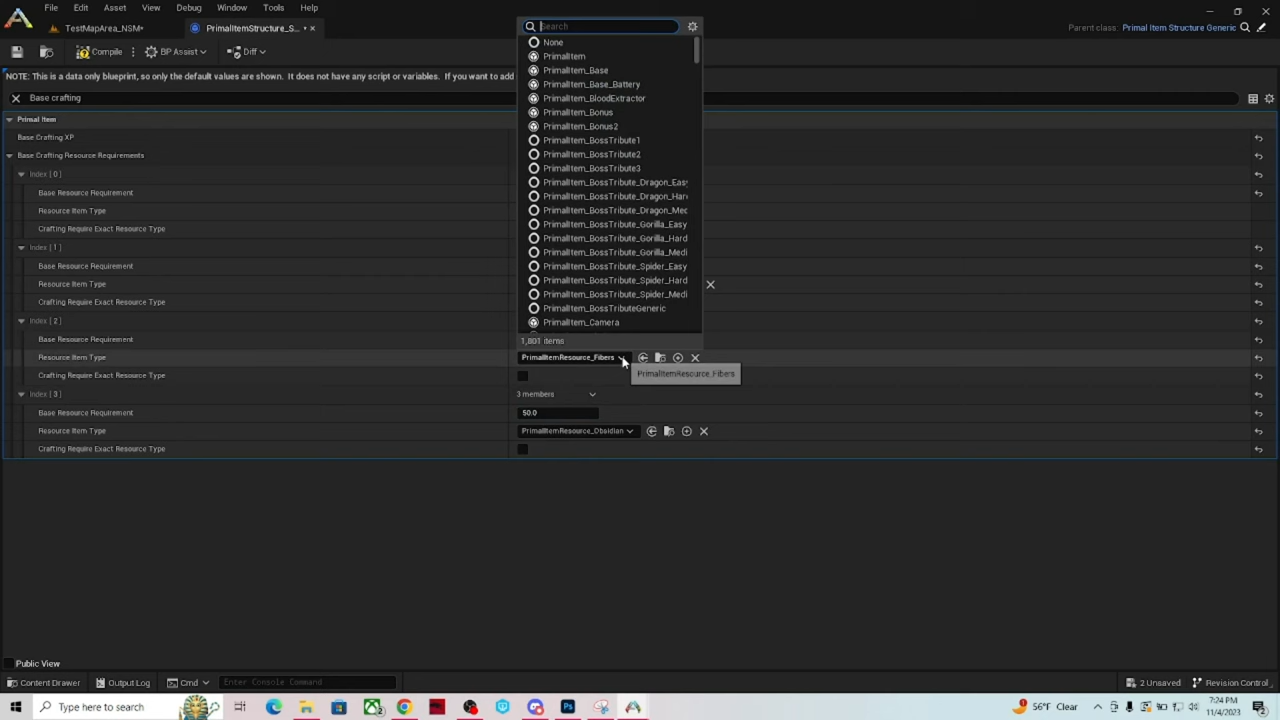 File Edit Asset View Debug Window Tools Help
TestMapArea_NSM* PrimalItemStructure_S... • Parent class: Primal Item Structure Generic
Compile BP Assist Diff
NOTE: This is a data only blueprint, so only the default values are shown. It does not have any script or variables. If you want to add
Base crafting
Search
None
PrimalItem
PrimalItem_Base
PrimalItem_Base_Battery
PrimalItem_BloodExtractor
PrimalItem_Bonus
PrimalItem_Bonus2
PrimalItem_BossTribute1
PrimalItem_BossTribute2
PrimalItem_BossTribute3
PrimalItem_BossTribute_Dragon_Easy
PrimalItem_BossTribute_Dragon_Har
PrimalItem_BossTribute_Dragon_Med
PrimalItem_BossTribute_Gorilla_Easy
PrimalItem_BossTribute_Gorilla_Hard
PrimalItem_BossTribute_Gorilla_Medi
PrimalItem_BossTribute_Spider_Easy
PrimalItem_BossTribute_Spider_Hard
PrimalItem_BossTribute_Spider_Medi
PrimalItem_BossTributeGeneric
PrimalItem_Camera
1,801 items
Primal Item
Base Crafting XP
Base Crafting Resource Requirements
Index [ 0 ]
Base Resource Requirement
Resource Item Type
Crafting Require Exact Resource Type
Index [ 1 ]
Base Resource Requirement
Resource Item Type
Crafting Require Exact Resource Type
Index [ 2 ]
Base Resource Requirement
Resource Item Type PrimalItemResource_Fibers
PrimalItemResource_Fibers
Crafting Require Exact Resource Type
Index [ 3 ] 3 members
Base Resource Requirement 50.0
Resource Item Type PrimalItemResource_Obsidian
Crafting Require Exact Resource Type
Public View
Content Drawer Output Log Cmd Enter Console Command 2 Unsaved Revision Control
Type here to search 56°F Clear 7:24 PM
11/4/2023